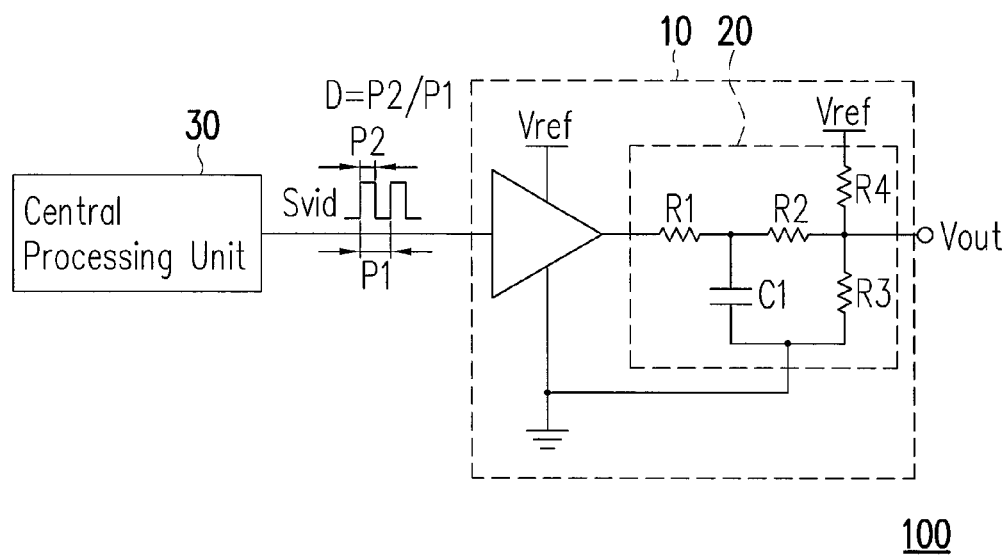 10 20
D=P2/P1
30
P2
Vref
Vref
Svid
R1
R2
R4
Central
Processing Unit
P1
C1
R3
Vout
100